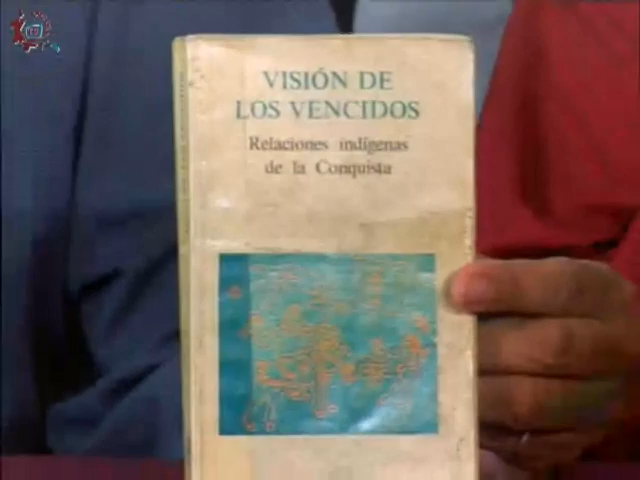 VISIÓN DE
LOS VENCIDOS
Relaciones indígenas
de la Conquista